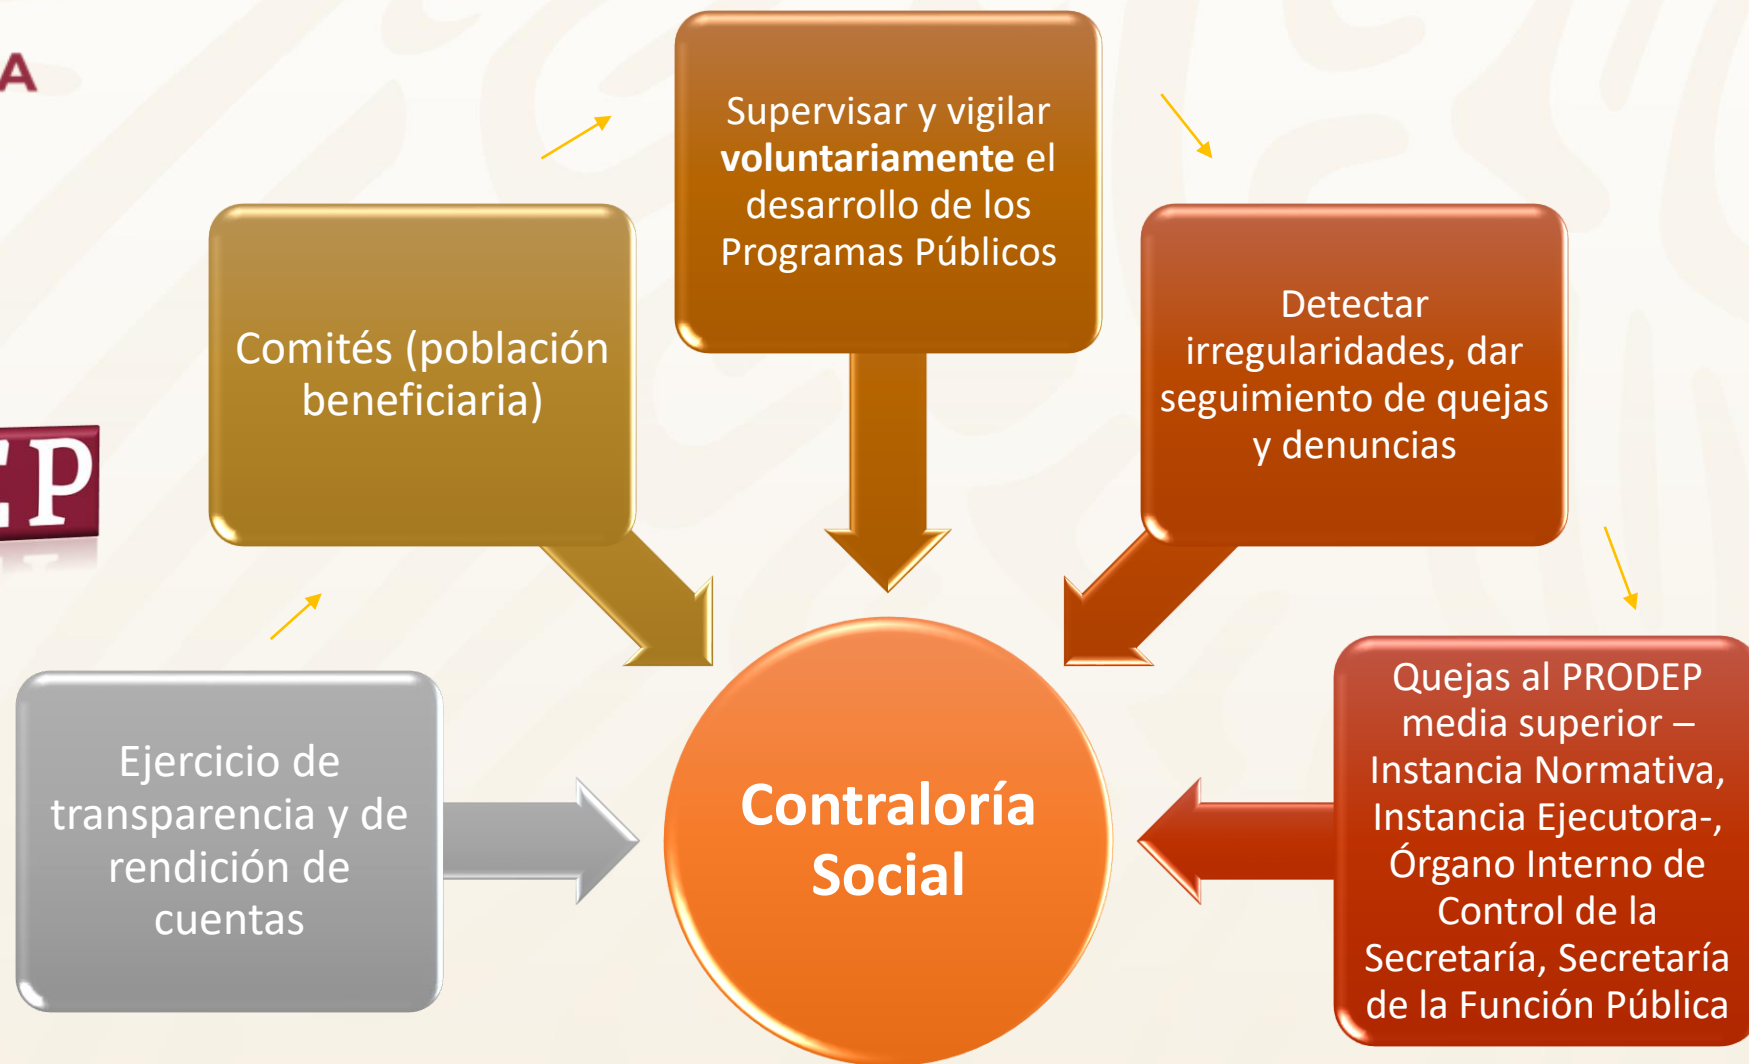 A
EP
Supervisar y vigilar
voluntariamente el
desarrollo de los
Programas Públicos
Comités (población
beneficiaria)
Detectar
irregularidades, dar
seguimiento de quejas
y denuncias
Ejercicio de
transparencia y de
rendición de
cuentas
Contraloría
Social
Quejas al PRODEP
media superior –
Instancia Normativa,
Instancia Ejecutora-,
Órgano Interno de
Control de la
Secretaría, Secretaría
de la Función Pública